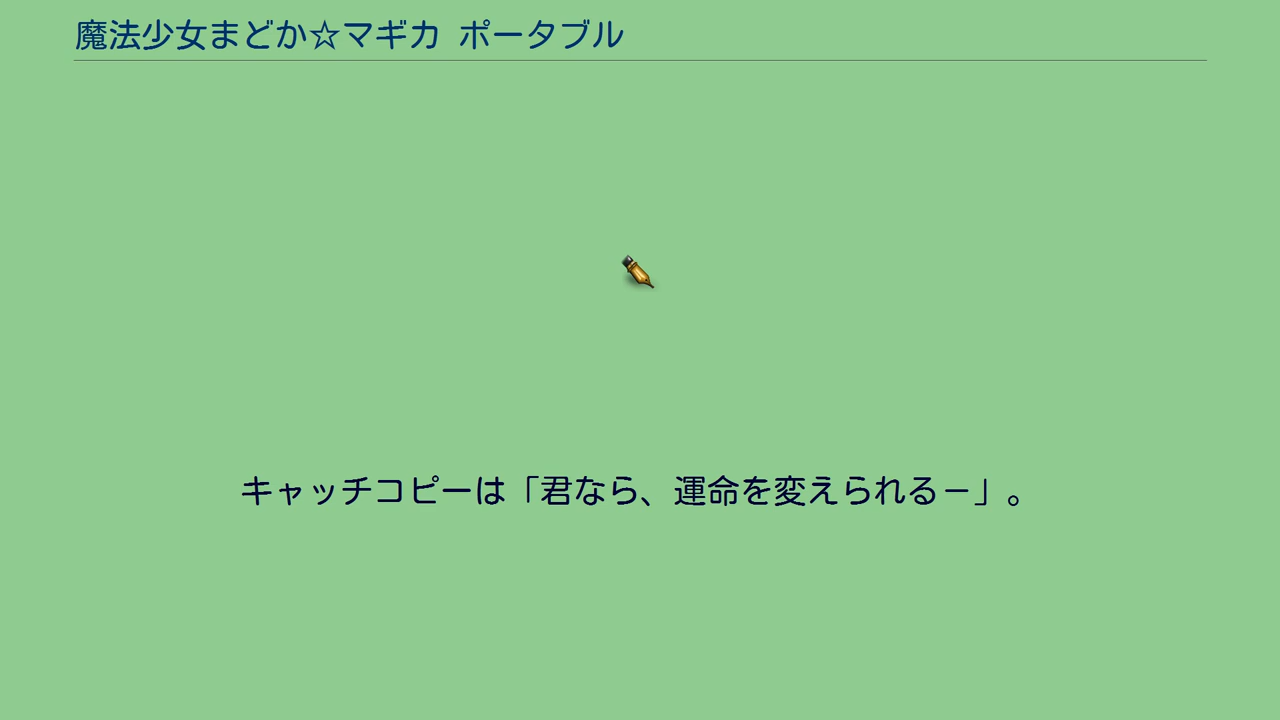 魔法少女まどか☆マギカ ポータブル
キャッチコピーは「君なら、運命を変えられる－」。